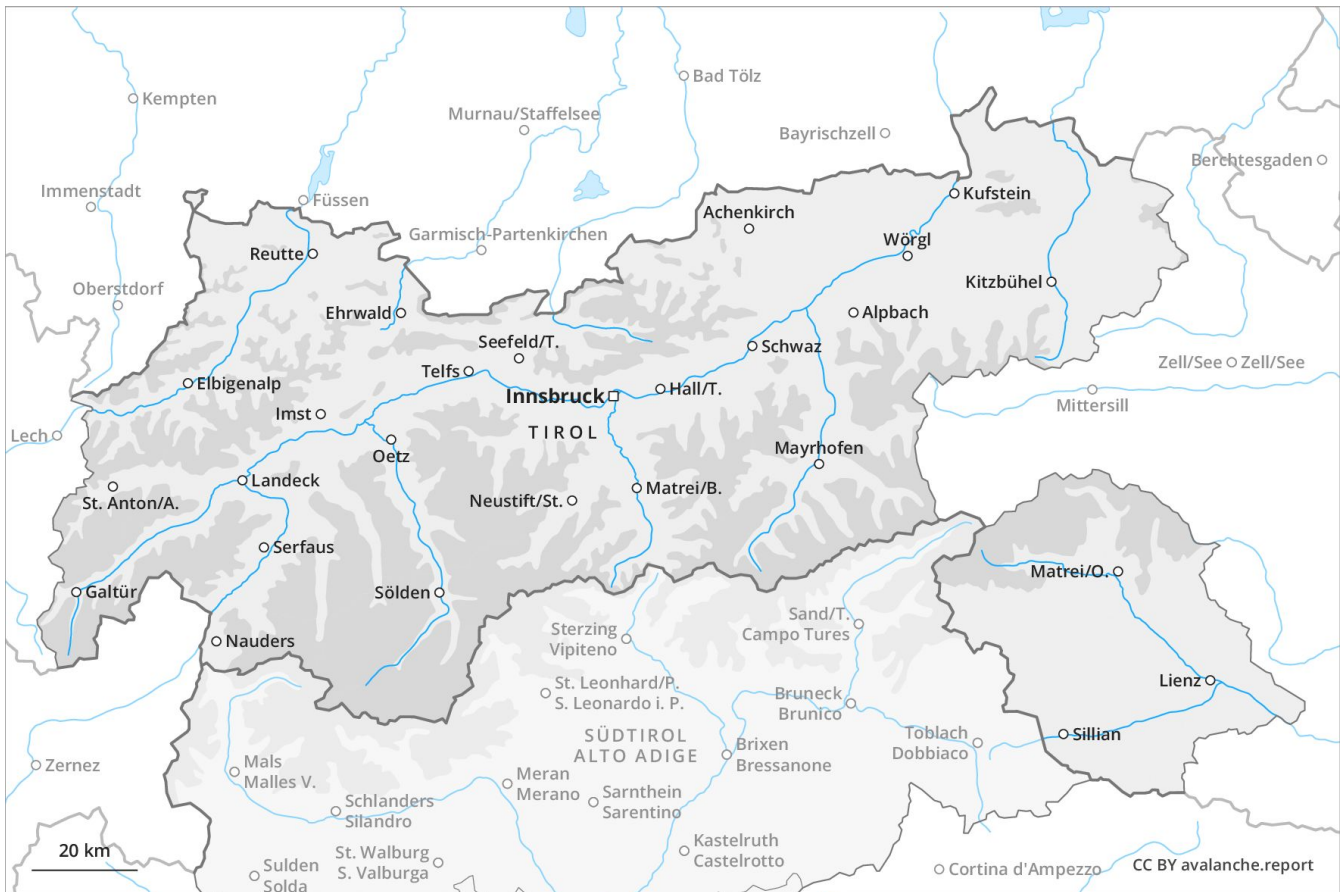 Bad Tölz
Kempten
Murnau/Staffelsee
Bayrischzell
Berchtesgaden
Immenstadt
Füssen
Kufstein
Achenkirch
Garmisch-Partenkirchen
Wörgl
Reutte
Kitzbühel
Oberstdorf
Ehrwald
Alpbach
Seefeld/T.
Schwaz
Telfs
Zell/See
Zell/See
Elbigenalp
Innsbruck
Hall/T.
Mittersill
Imst
TIROL
Lech
Oetz
Mayrhofen
Landeck
Matrei/B.
St. Anton/A.
Neustift/St.
Serfaus
Matrei/O.
Galtür
Sölden
Sand/T.
Campo Tures
Sterzing
Vipiteno
Nauders
Lienz
St. Leonhard/P.
S. Leonardo i. P.
Bruneck
Brunico
Sillian
SÜDTIROL
ALTO ADIGE
Toblach
Dobbiaco
Brixen
Bressanone
Zernez
Mals
Malles V.
Meran
Merano
Sarnthein
Sarentino
Schlanders
Silandro
Kastelruth
Castelrotto
20 km
St. Walburg
S. Valburga
Sulden
Solda
Cortina d'Ampezzo
CC BY avalanche.report